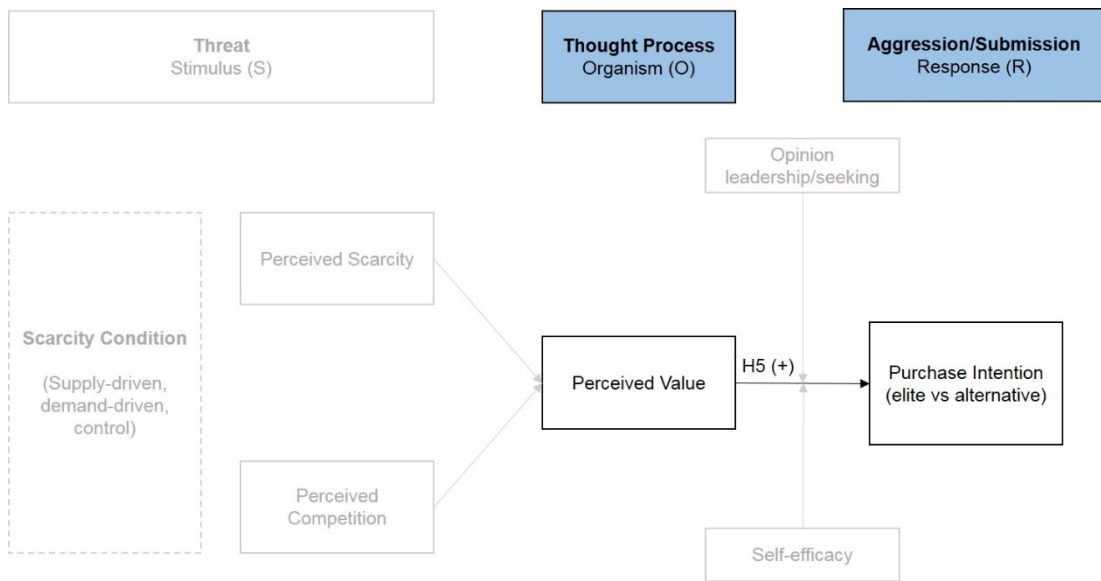 Threat
Stimulus (S)
Thought Process
Organism (O)
Aggression/Submission
Response (R)
Opinion
leadership/seeking
Perceived Scarcity
Scarcity Condition
(Supply-driven,
demand-driven,
control)
Perceived Value
H5 (+)
Purchase Intention
(elite vs alternative)
Perceived
Competition
Self-efficacy